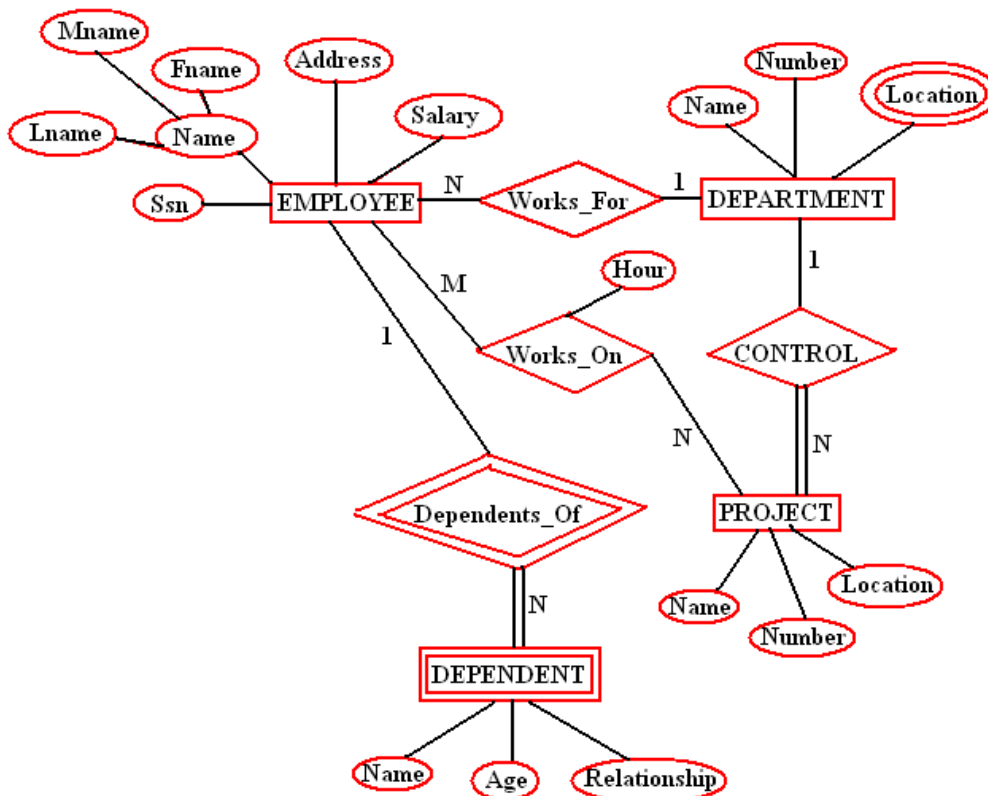 Mname
Fname
Address
Number
Name
Location
Lname
Name
Salary
Ssn
EMPLOYEE
N
Works_For
1
DEPARTMENT
Hour
1
M
1
Works_On
CONTROL
N
N
PROJECT
Dependents_Of
Location
Name
Number
N
DEPENDENT
Name
Age
Relationship